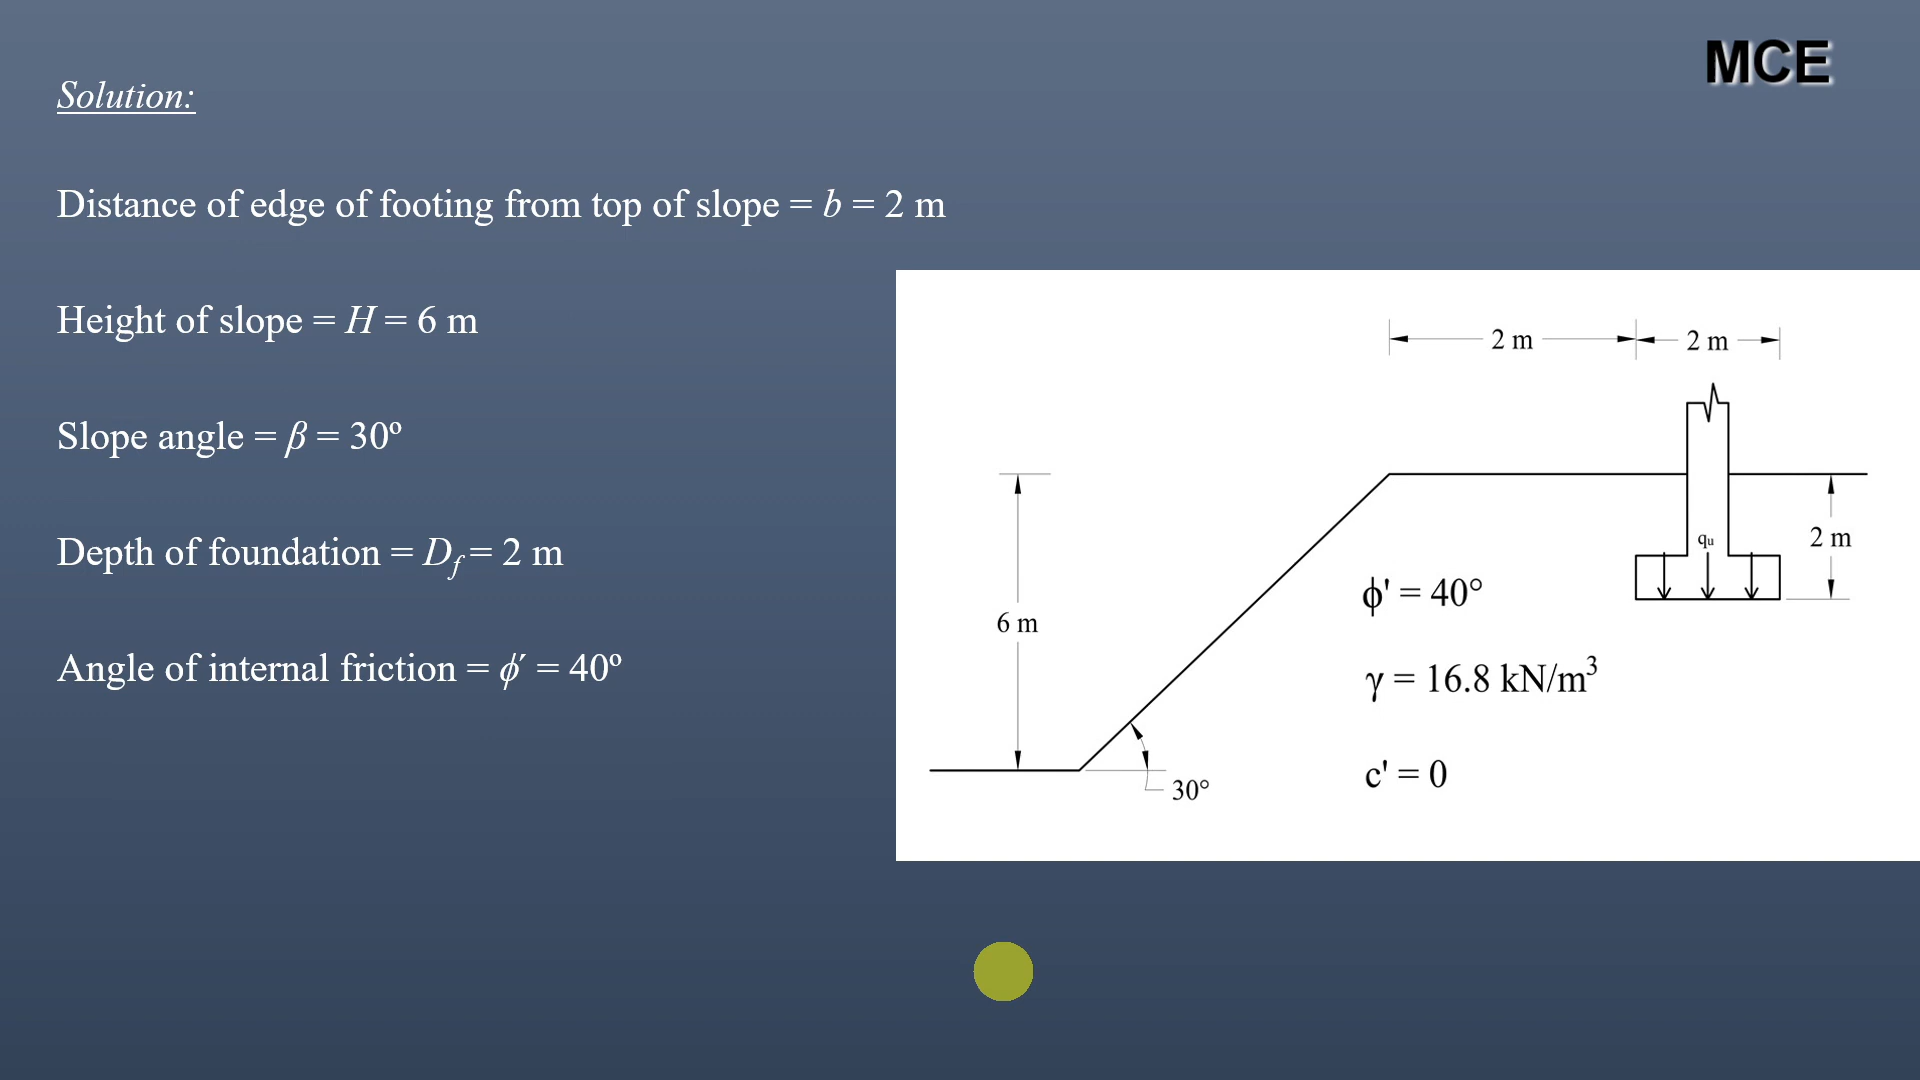 MCE
Solution:
Distance of edge of footing from top of slope = b = 2 m
Height of slope = H = 6 m
Slope angle = β = 30º
Depth of foundation = D_f = 2 m
Angle of internal friction = ϕ′ = 40º
2 m
2 m
qu
2 m
ϕ' = 40°
6 m
γ = 16.8 kN/m³
c' = 0
30°